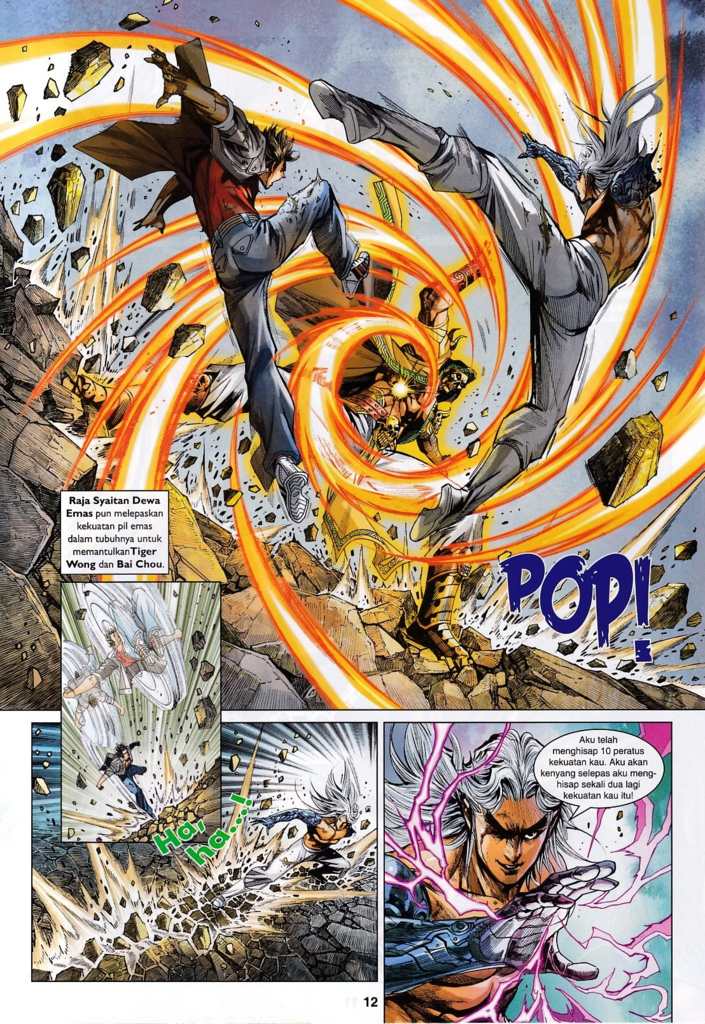 Raja Syaitan Dewa
Emas pun melepaskan
kekuatan pil emas
dalam tubuhnya untuk
memantulkanTiger
Wong dan Bai Chou.
POP!
Ha,
ha...!
Aku telah
menghisap 10 peratus
kekuatan kau. Aku akan
kenyang selepas aku meng-
hisap sekali dua lagi
kekuatan kau itu!
12